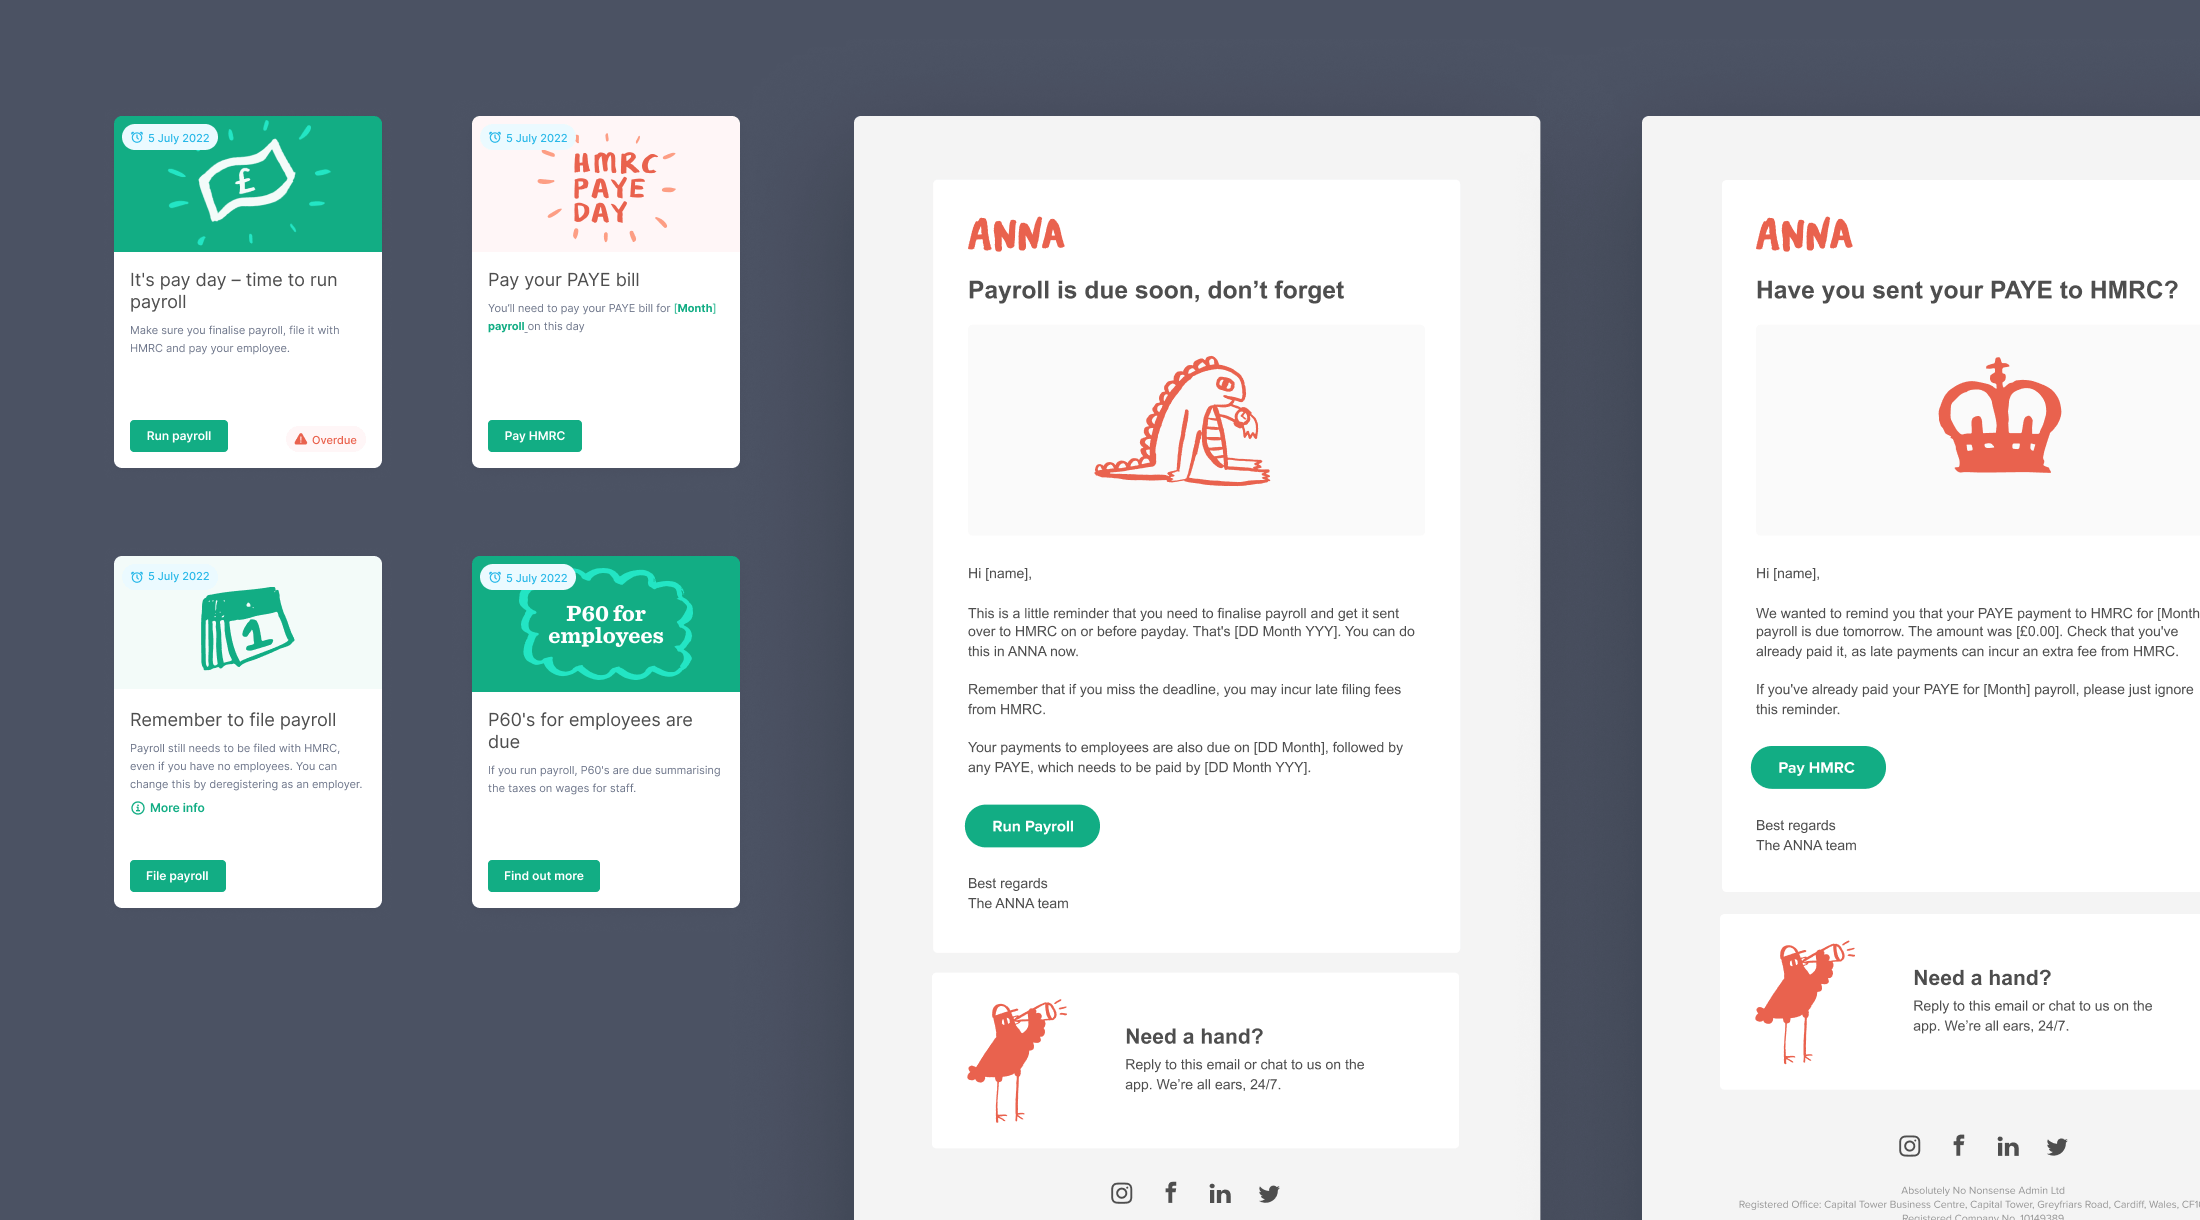 5 July 2022
£
It's pay day – time to run
payroll
Make sure you finalise payroll, file it with
HMRC and pay your employee.
Run payroll
Overdue
5 July 2022
HMRC
PAYE
DAY
Pay your PAYE bill
You'll need to pay your PAYE bill for [Month]
payroll on this day
Pay HMRC
5 July 2022
1
Remember to file payroll
Payroll still needs to be filed with HMRC,
even if you have no employees. You can
change this by deregistering as an employer.
More info
File payroll
5 July 2022
P60 for
employees
P60's for employees are
due
If you run payroll, P60's are due summarising
the taxes on wages for staff.
Find out more
ANNA
Payroll is due soon, don’t forget
Hi [name],
This is a little reminder that you need to finalise payroll and get it sent
over to HMRC on or before payday. That's [DD Month YYY]. You can do
this in ANNA now.
Remember that if you miss the deadline, you may incur late filing fees
from HMRC.
Your payments to employees are also due on [DD Month], followed by
any PAYE, which needs to be paid by [DD Month YYY].
Run Payroll
Best regards
The ANNA team
Need a hand?
Reply to this email or chat to us on the
app. We’re all ears, 24/7.
ANNA
Have you sent your PAYE to HMRC?
Hi [name],
We wanted to remind you that your PAYE payment to HMRC for [Month
payroll is due tomorrow. The amount was [£0.00]. Check that you've
already paid it, as late payments can incur an extra fee from HMRC.
If you've already paid your PAYE for [Month] payroll, please just ignore
this reminder.
Pay HMRC
Best regards
The ANNA team
Need a hand?
Reply to this email or chat to us on the
app. We’re all ears, 24/7.
Absolutely No Nonsense Admin Ltd
Registered Office: Capital Tower Business Centre, Capital Tower, Greyfriars Road, Cardiff, Wales,
Registered Company No. 10149389